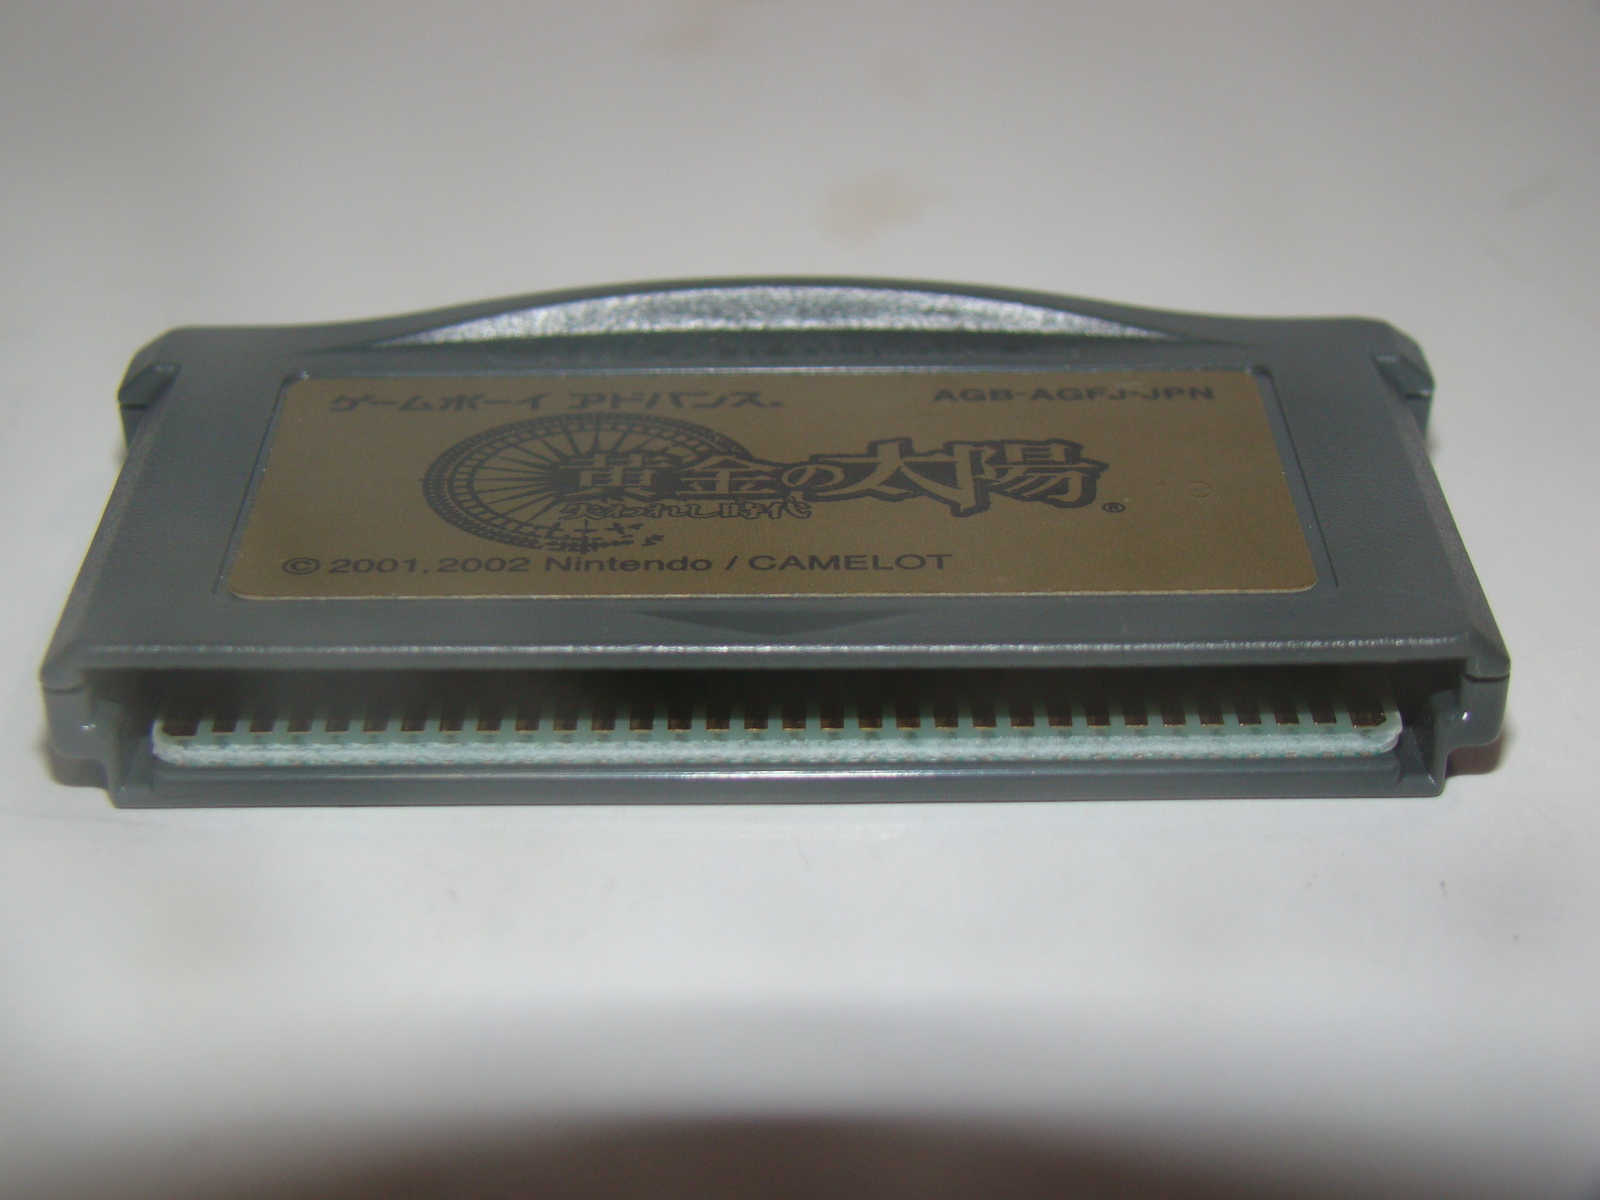 ゲームボーイ アドバンス®
AGB-AGFJ-JPN
黄金の太陽®
失われし時代
© 2001,2002 Nintendo / CAMELOT